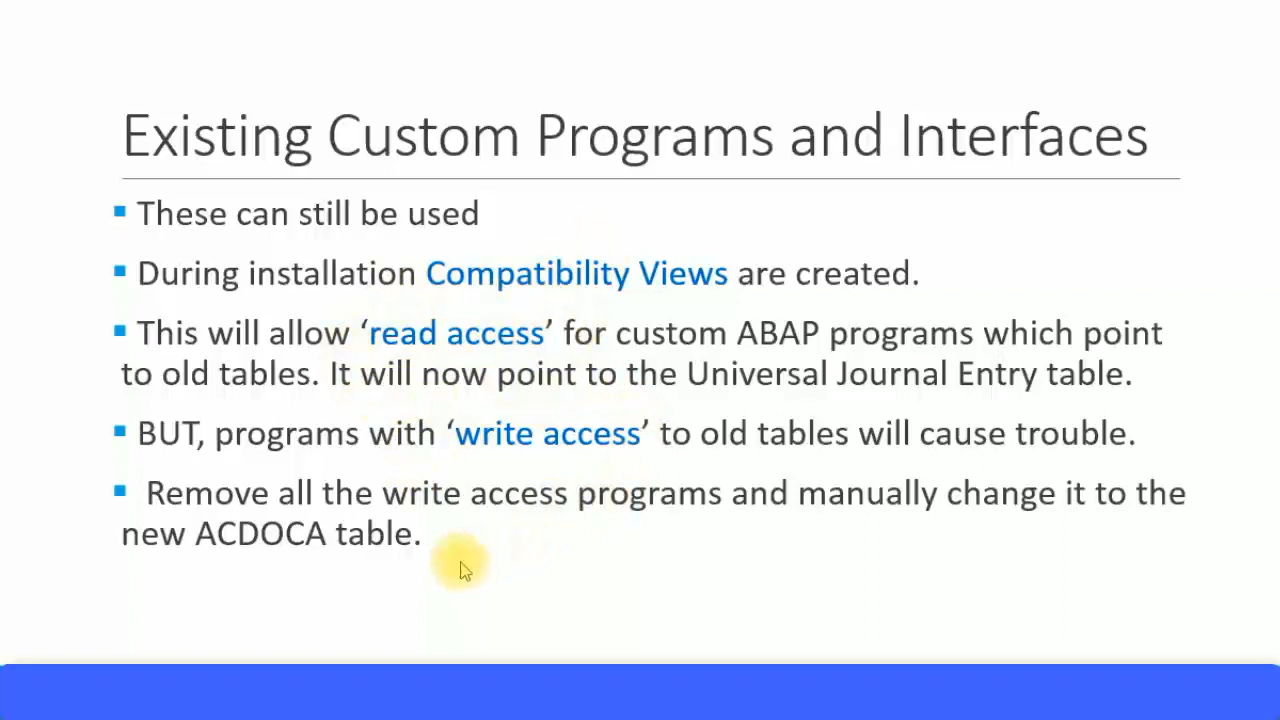 Existing Custom Programs and Interfaces
▪ These can still be used
▪ During installation Compatibility Views are created.
▪ This will allow ‘read access’ for custom ABAP programs which point
to old tables. It will now point to the Universal Journal Entry table.
▪ BUT, programs with ‘write access’ to old tables will cause trouble.
▪ Remove all the write access programs and manually change it to the
new ACDOCA table.